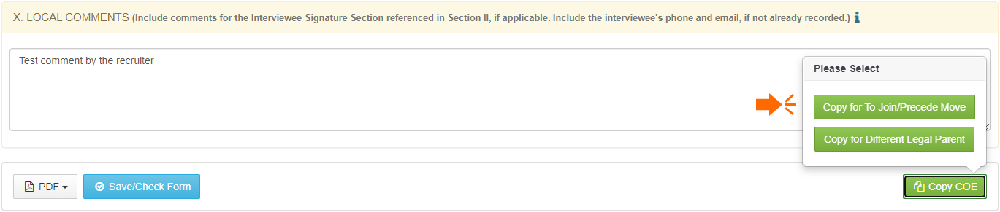 X. LOCAL COMMENTS (Include comments for the Interviewee Signature Section referenced in Section II, if applicable. Include the interviewee's phone and email, if not already recorded.)
Test comment by the recruiter
Please Select
Copy for To Join/Precede Move
Copy for Different Legal Parent
PDF
Save/Check Form
Copy COE